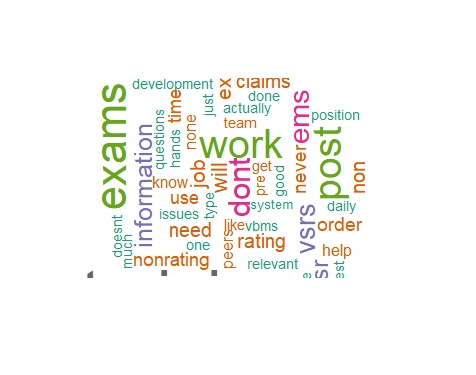 development
ex
claims
exams
time
just
done
ems
actually
position
questions
none
team
post
information
hands
work
never
non
know
job
will
dont
get
pre
good
use
type
system
issues
doesnt
much
need
like
vbms
vsrs
daily
order
one
peers
rating
help
nonrating
relevant
sr